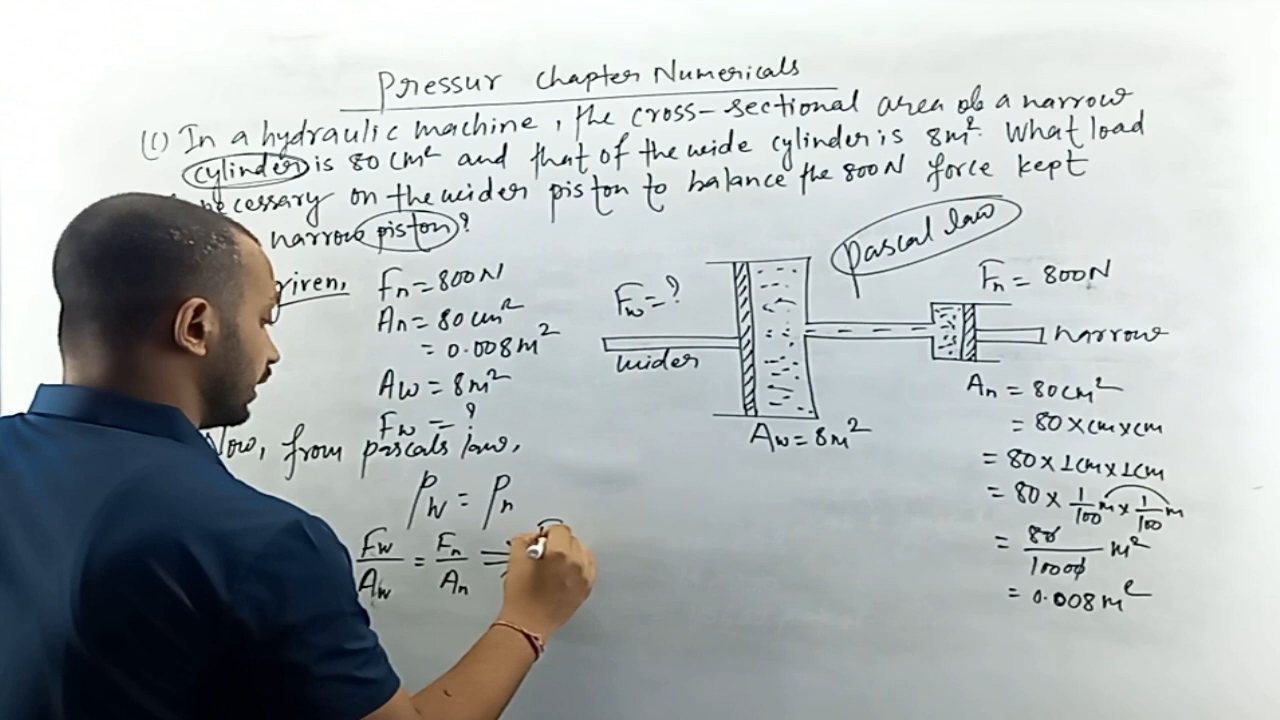 Pressur Chapter Numericals
(1) In a hydraulic machine, the cross-sectional area of a narrow
cylinder is 80 cm² and that of the wide cylinder is 8m². What load
necessary on the wider piston to balance the 800N force kept
narrow piston?
given,
Fn = 800N
An = 80 cm²
= 0.008 m²
Aw = 8m²
Fw = ?
Now, from pascals law,
Pw = Pn
Fw/Aw = Fn/An =
Pascal law
Fw = ?
wider
Aw = 8m²
Fn = 800N
narrow
An = 80cm²
= 80 × cm × cm
= 80 × 1cm × 1cm
= 80 × 1/100 m × 1/100 m
= 80/10000 m²
= 0.008 m²